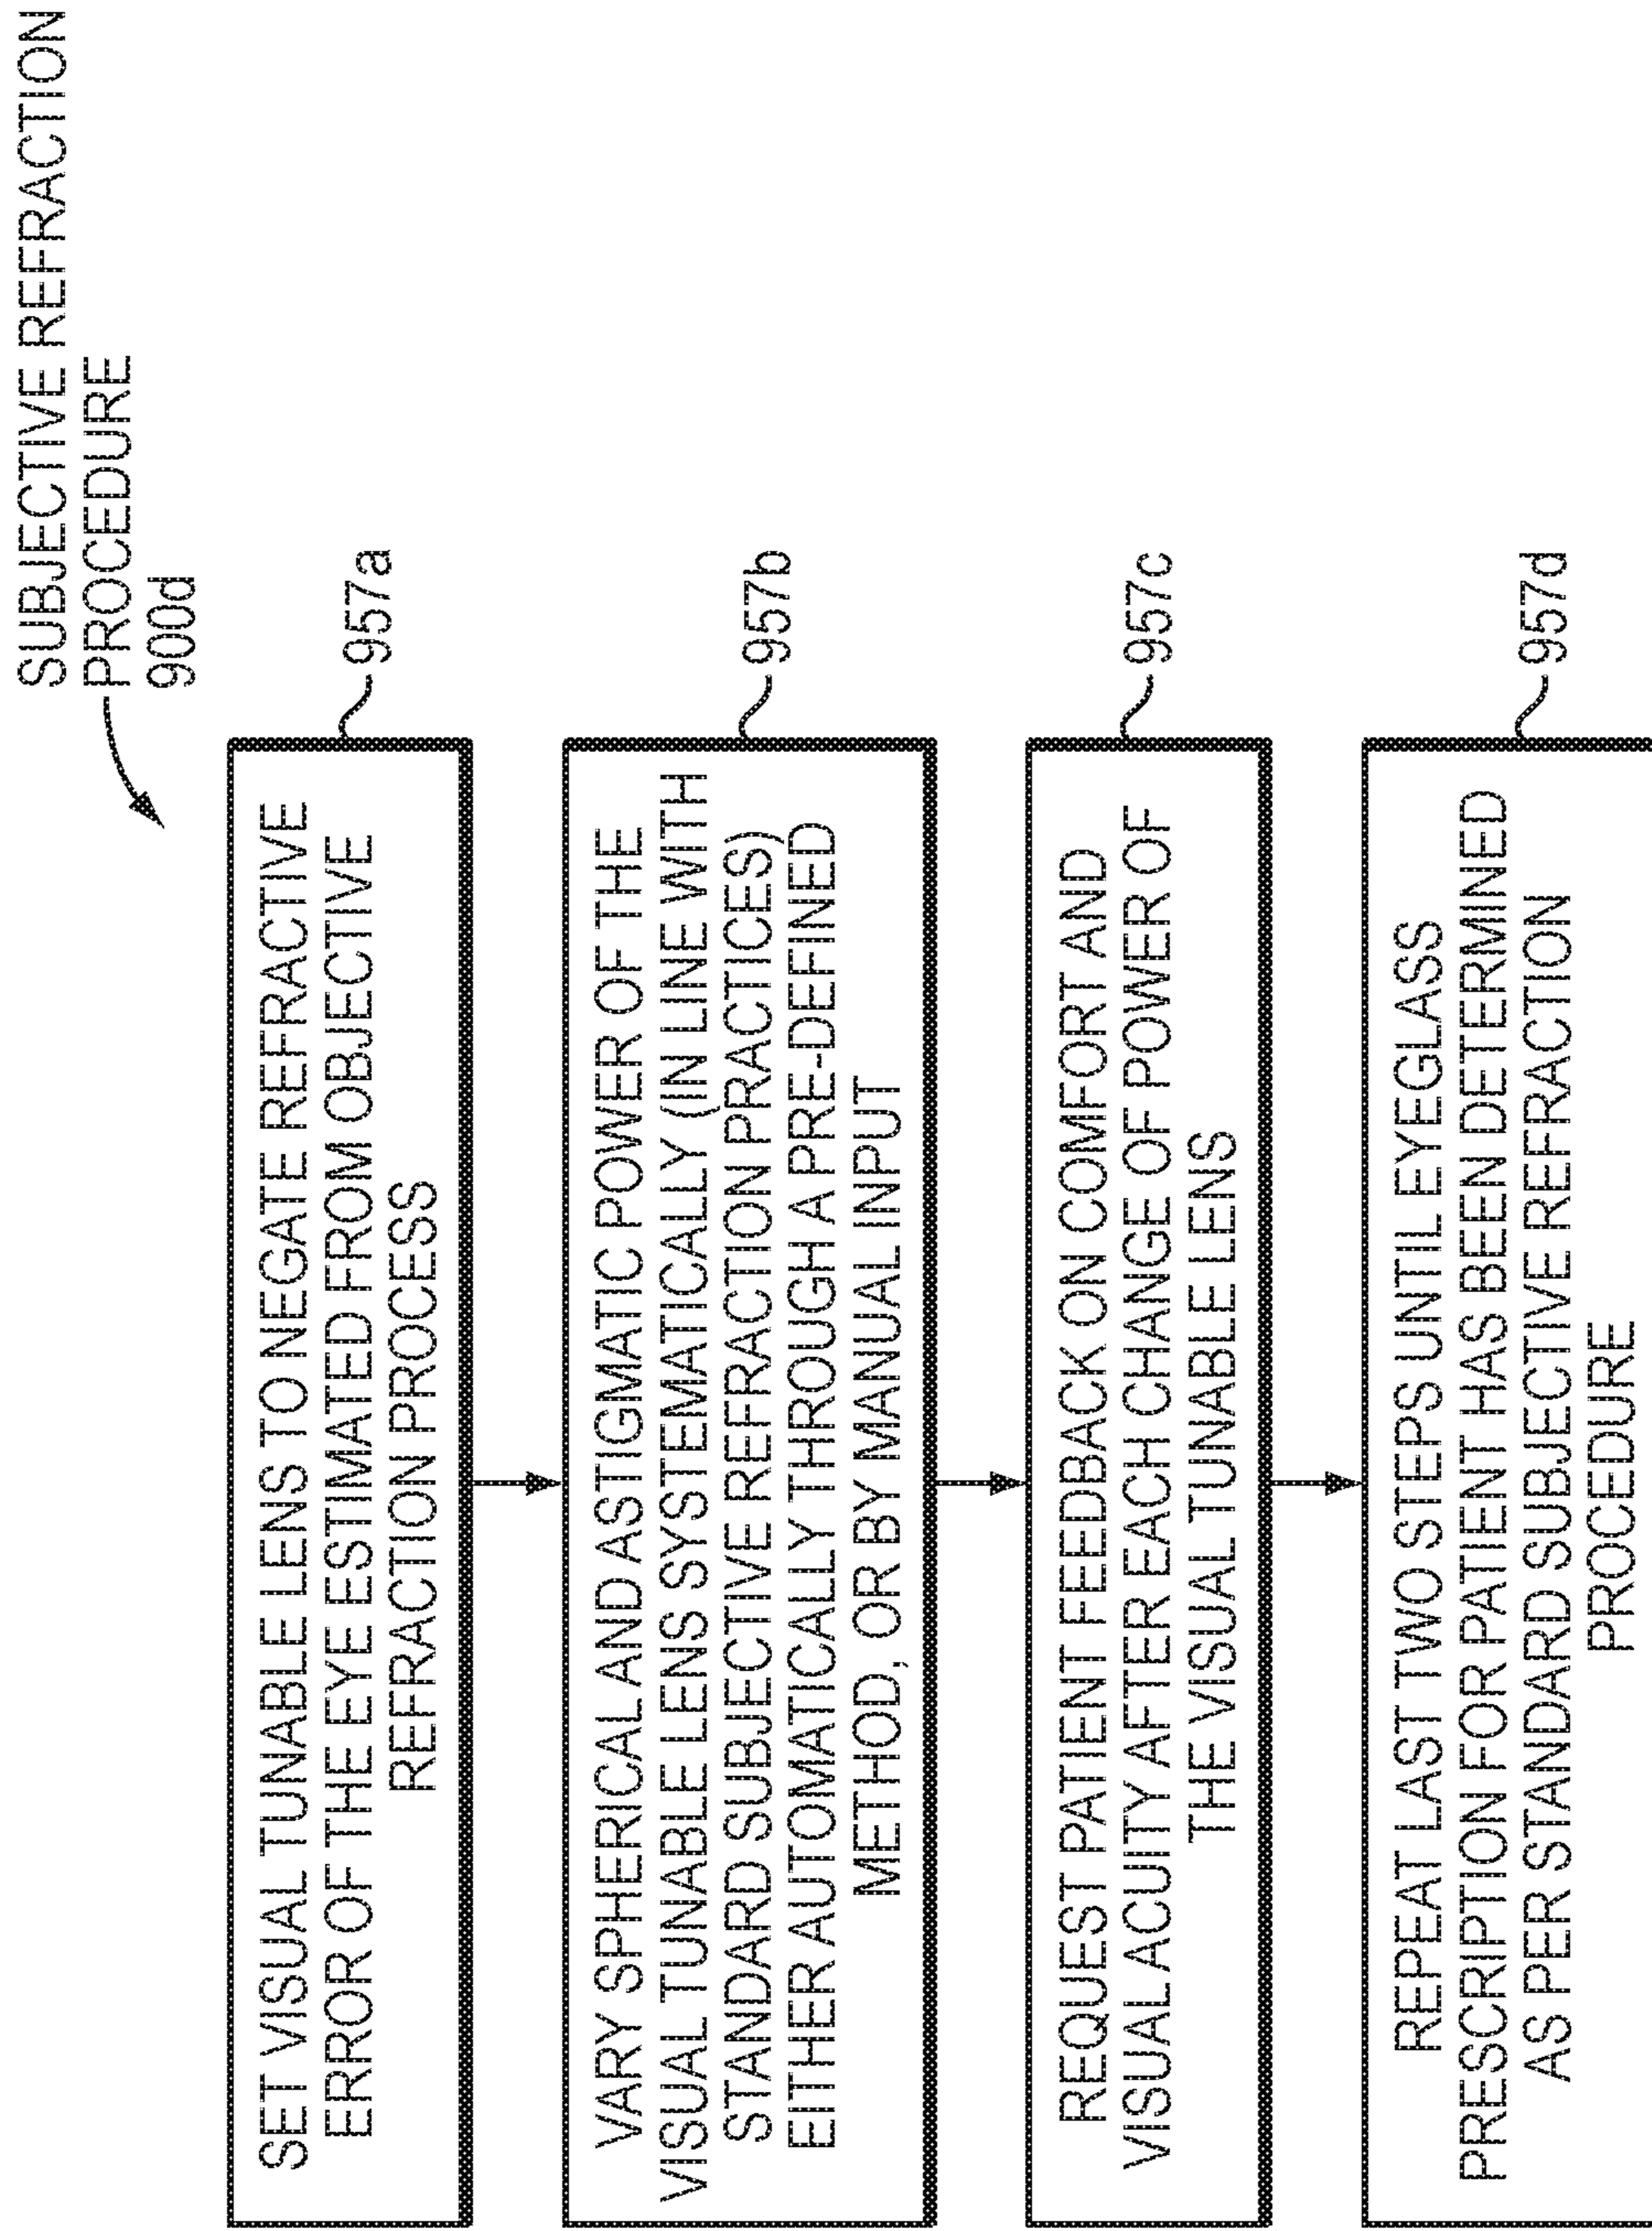 SUBJECTIVE REFRACTION
PROCEDURE
900d
SET VISUAL TUNABLE LENS TO NEGATE REFRACTIVE
ERROR OF THE EYE ESTIMATED FROM OBJECTIVE
REFRACTION PROCESS
957a
VARY SPHERICAL AND ASTIGMATIC POWER OF THE
VISUAL TUNABLE LENS SYSTEMATICALLY (IN LINE WITH
STANDARD SUBJECTIVE REFRACTION PRACTICES)
EITHER AUTOMATICALLY THROUGH A PRE-DEFINED
METHOD, OR BY MANUAL INPUT
957b
REQUEST PATIENT FEEDBACK ON COMFORT AND
VISUAL ACUITY AFTER EACH CHANGE OF POWER OF
THE VISUAL TUNABLE LENS
957c
REPEAT LAST TWO STEPS UNTIL EYEGLASS
PRESCRIPTION FOR PATIENT HAS BEEN DETERMINED
AS PER STANDARD SUBJECTIVE REFRACTION
PROCEDURE
957d